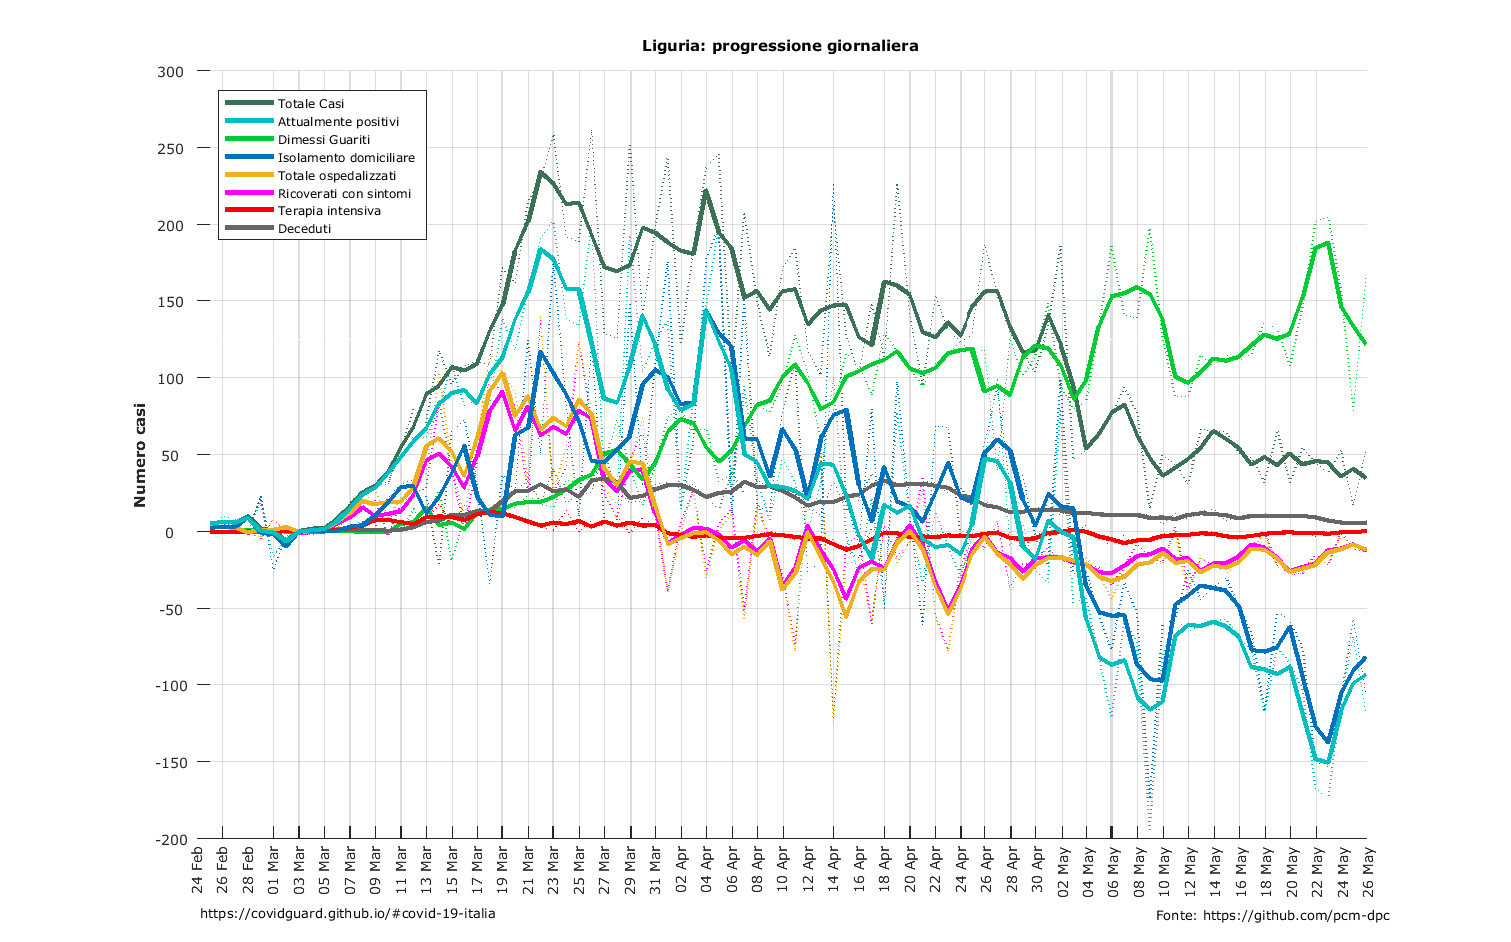 Liguria: progressione giornaliera
300
250
200
150
100
50
0
-50
-100
-150
-200
Numero casi
Totale Casi
Attualmente positivi
Dimessi Guariti
Isolamento domiciliare
Totale ospedalizzati
Ricoverati con sintomi
Terapia intensiva
Deceduti
24 Feb
26 Feb
28 Feb
01 Mar
03 Mar
05 Mar
07 Mar
09 Mar
11 Mar
13 Mar
15 Mar
17 Mar
19 Mar
21 Mar
23 Mar
25 Mar
27 Mar
29 Mar
31 Mar
02 Apr
04 Apr
06 Apr
08 Apr
10 Apr
12 Apr
14 Apr
16 Apr
18 Apr
20 Apr
22 Apr
24 Apr
26 Apr
28 Apr
30 Apr
02 May
04 May
06 May
08 May
10 May
12 May
14 May
16 May
18 May
20 May
22 May
24 May
26 May
https://covidguard.github.io/#covid-19-italia
Fonte: https://github.com/pcm-dpc